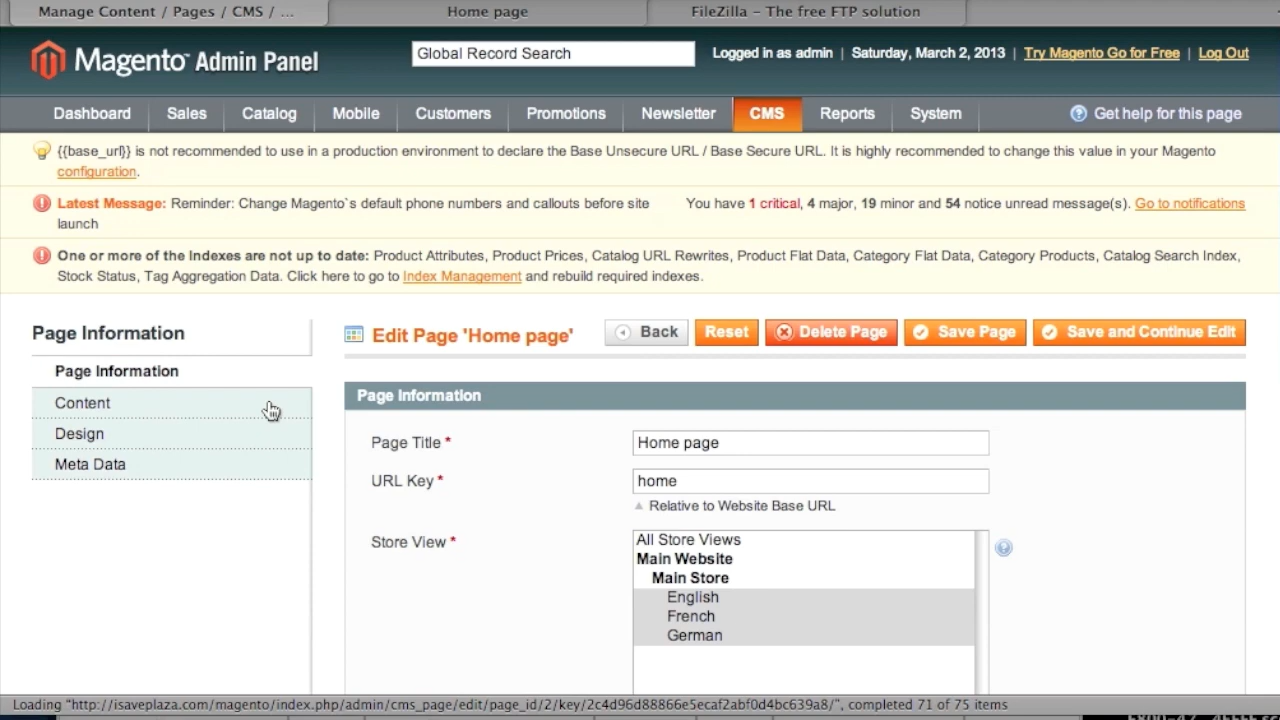 Manage Content / Pages / CMS / ...
Home page
FileZilla - The free FTP solution
Magento™ Admin Panel
Global Record Search
Logged in as admin | Saturday, March 2, 2013 | Try Magento Go for Free | Log Out
Dashboard
Sales
Catalog
Mobile
Customers
Promotions
Newsletter
CMS
Reports
System
Get help for this page
{{base_url}} is not recommended to use in a production environment to declare the Base Unsecure URL / Base Secure URL. It is highly recommended to change this value in your Magento
configuration.
Latest Message: Reminder: Change Magento`s default phone numbers and callouts before site
launch
You have 1 critical, 4 major, 19 minor and 54 notice unread message(s). Go to notifications
One or more of the Indexes are not up to date: Product Attributes, Product Prices, Catalog URL Rewrites, Product Flat Data, Category Flat Data, Category Products, Catalog Search Index,
Stock Status, Tag Aggregation Data. Click here to go to Index Management and rebuild required indexes.
Page Information
Page Information
Content
Design
Meta Data
Edit Page 'Home page'
Back
Reset
Delete Page
Save Page
Save and Continue Edit
Page Information
Page Title *
Home page
URL Key *
home
Relative to Website Base URL
Store View *
All Store Views
Main Website
Main Store
English
French
German
Loading "http://isaveplaza.com/magento/index.php/admin/cms_page/edit/page_id/2/key/2c4d96d88866e5ecaf2abf0d4bc639a8/", completed 71 of 75 items